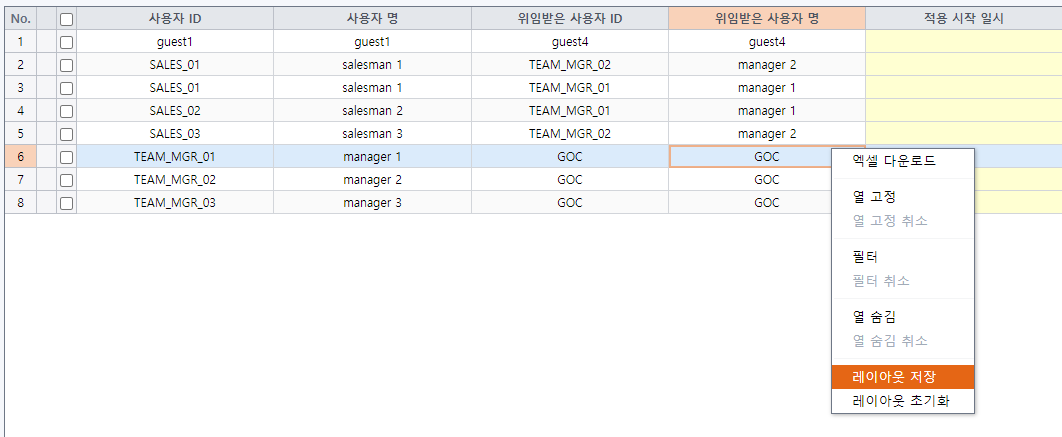 No. 사용자 ID 사용자 명 위임받은 사용자 ID 위임받은 사용자 명 적용 시작 일시
1 guest1 guest1 guest4 guest4
2 SALES_01 salesman 1 TEAM_MGR_02 manager 2
3 SALES_01 salesman 1 TEAM_MGR_01 manager 1
4 SALES_02 salesman 2 TEAM_MGR_01 manager 1
5 SALES_03 salesman 3 TEAM_MGR_02 manager 2
6 TEAM_MGR_01 manager 1 GOC GOC
7 TEAM_MGR_02 manager 2 GOC GOC
8 TEAM_MGR_03 manager 3 GOC GOC
엑셀 다운로드
열 고정
열 고정 취소
필터
필터 취소
열 숨김
열 숨김 취소
레이아웃 저장
레이아웃 초기화